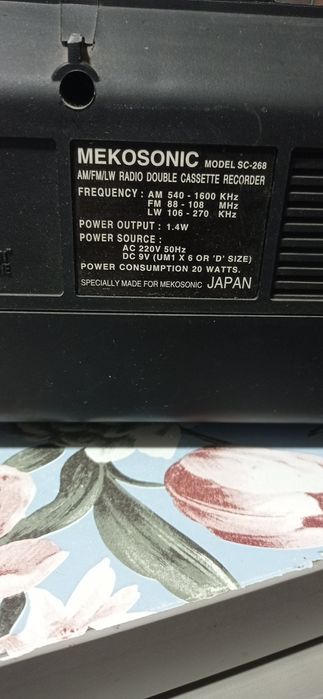 MEKOSONIC MODEL SC-268
AM/FM/LW RADIO DOUBLE CASSETTE RECORDER
FREQUENCY : AM 540 - 1600 KHz
FM 88 - 108 MHz
LW 106 - 270 KHz
POWER OUTPUT : 1.4W
POWER SOURCE :
AC 220V 50Hz
DC 9V (UM1 X 6 OR 'D' SIZE)
POWER CONSUMPTION 20 WATTS.
SPECIALLY MADE FOR MEKOSONIC JAPAN